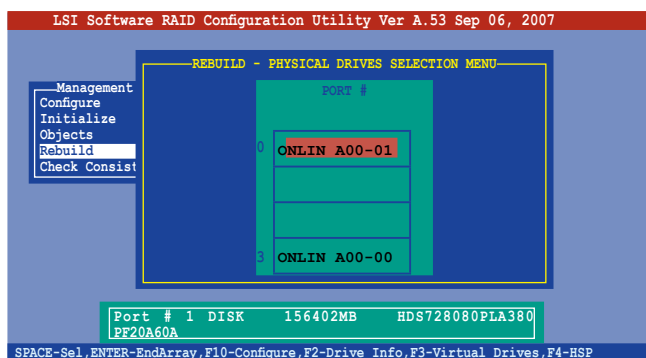 LSI Software RAID Configuration Utility Ver A.53 Sep 06, 2007
REBUILD - PHYSICAL DRIVES SELECTION MENU
Management
Configure
Initialize
Objects
Rebuild
Check Consist
PORT #
0 ONLIN A00-01
3 ONLIN A00-00
Port # 1 DISK 156402MB HDS728080PLA380
PF20A60A
SPACE-Sel,ENTER-EndArray,F10-Configure,F2-Drive Info,F3-Virtual Drives,F4-HSP